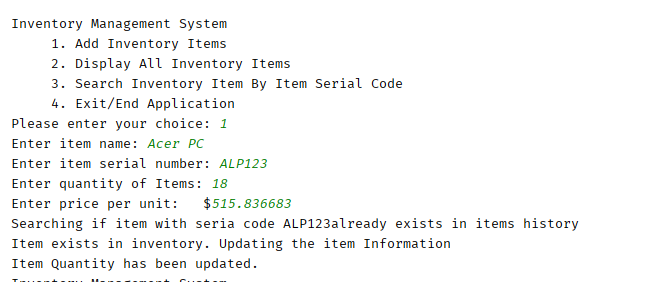 Inventory Management System
1. Add Inventory Items
2. Display All Inventory Items
3. Search Inventory Item By Item Serial Code
4. Exit/End Application
Please enter your choice: 1
Enter item name: Acer PC
Enter item serial number: ALP123
Enter quantity of Items: 18
Enter price per unit: $515.836683
Searching if item with seria code ALP123already exists in items history
Item exists in inventory. Updating the item Information
Item Quantity has been updated.